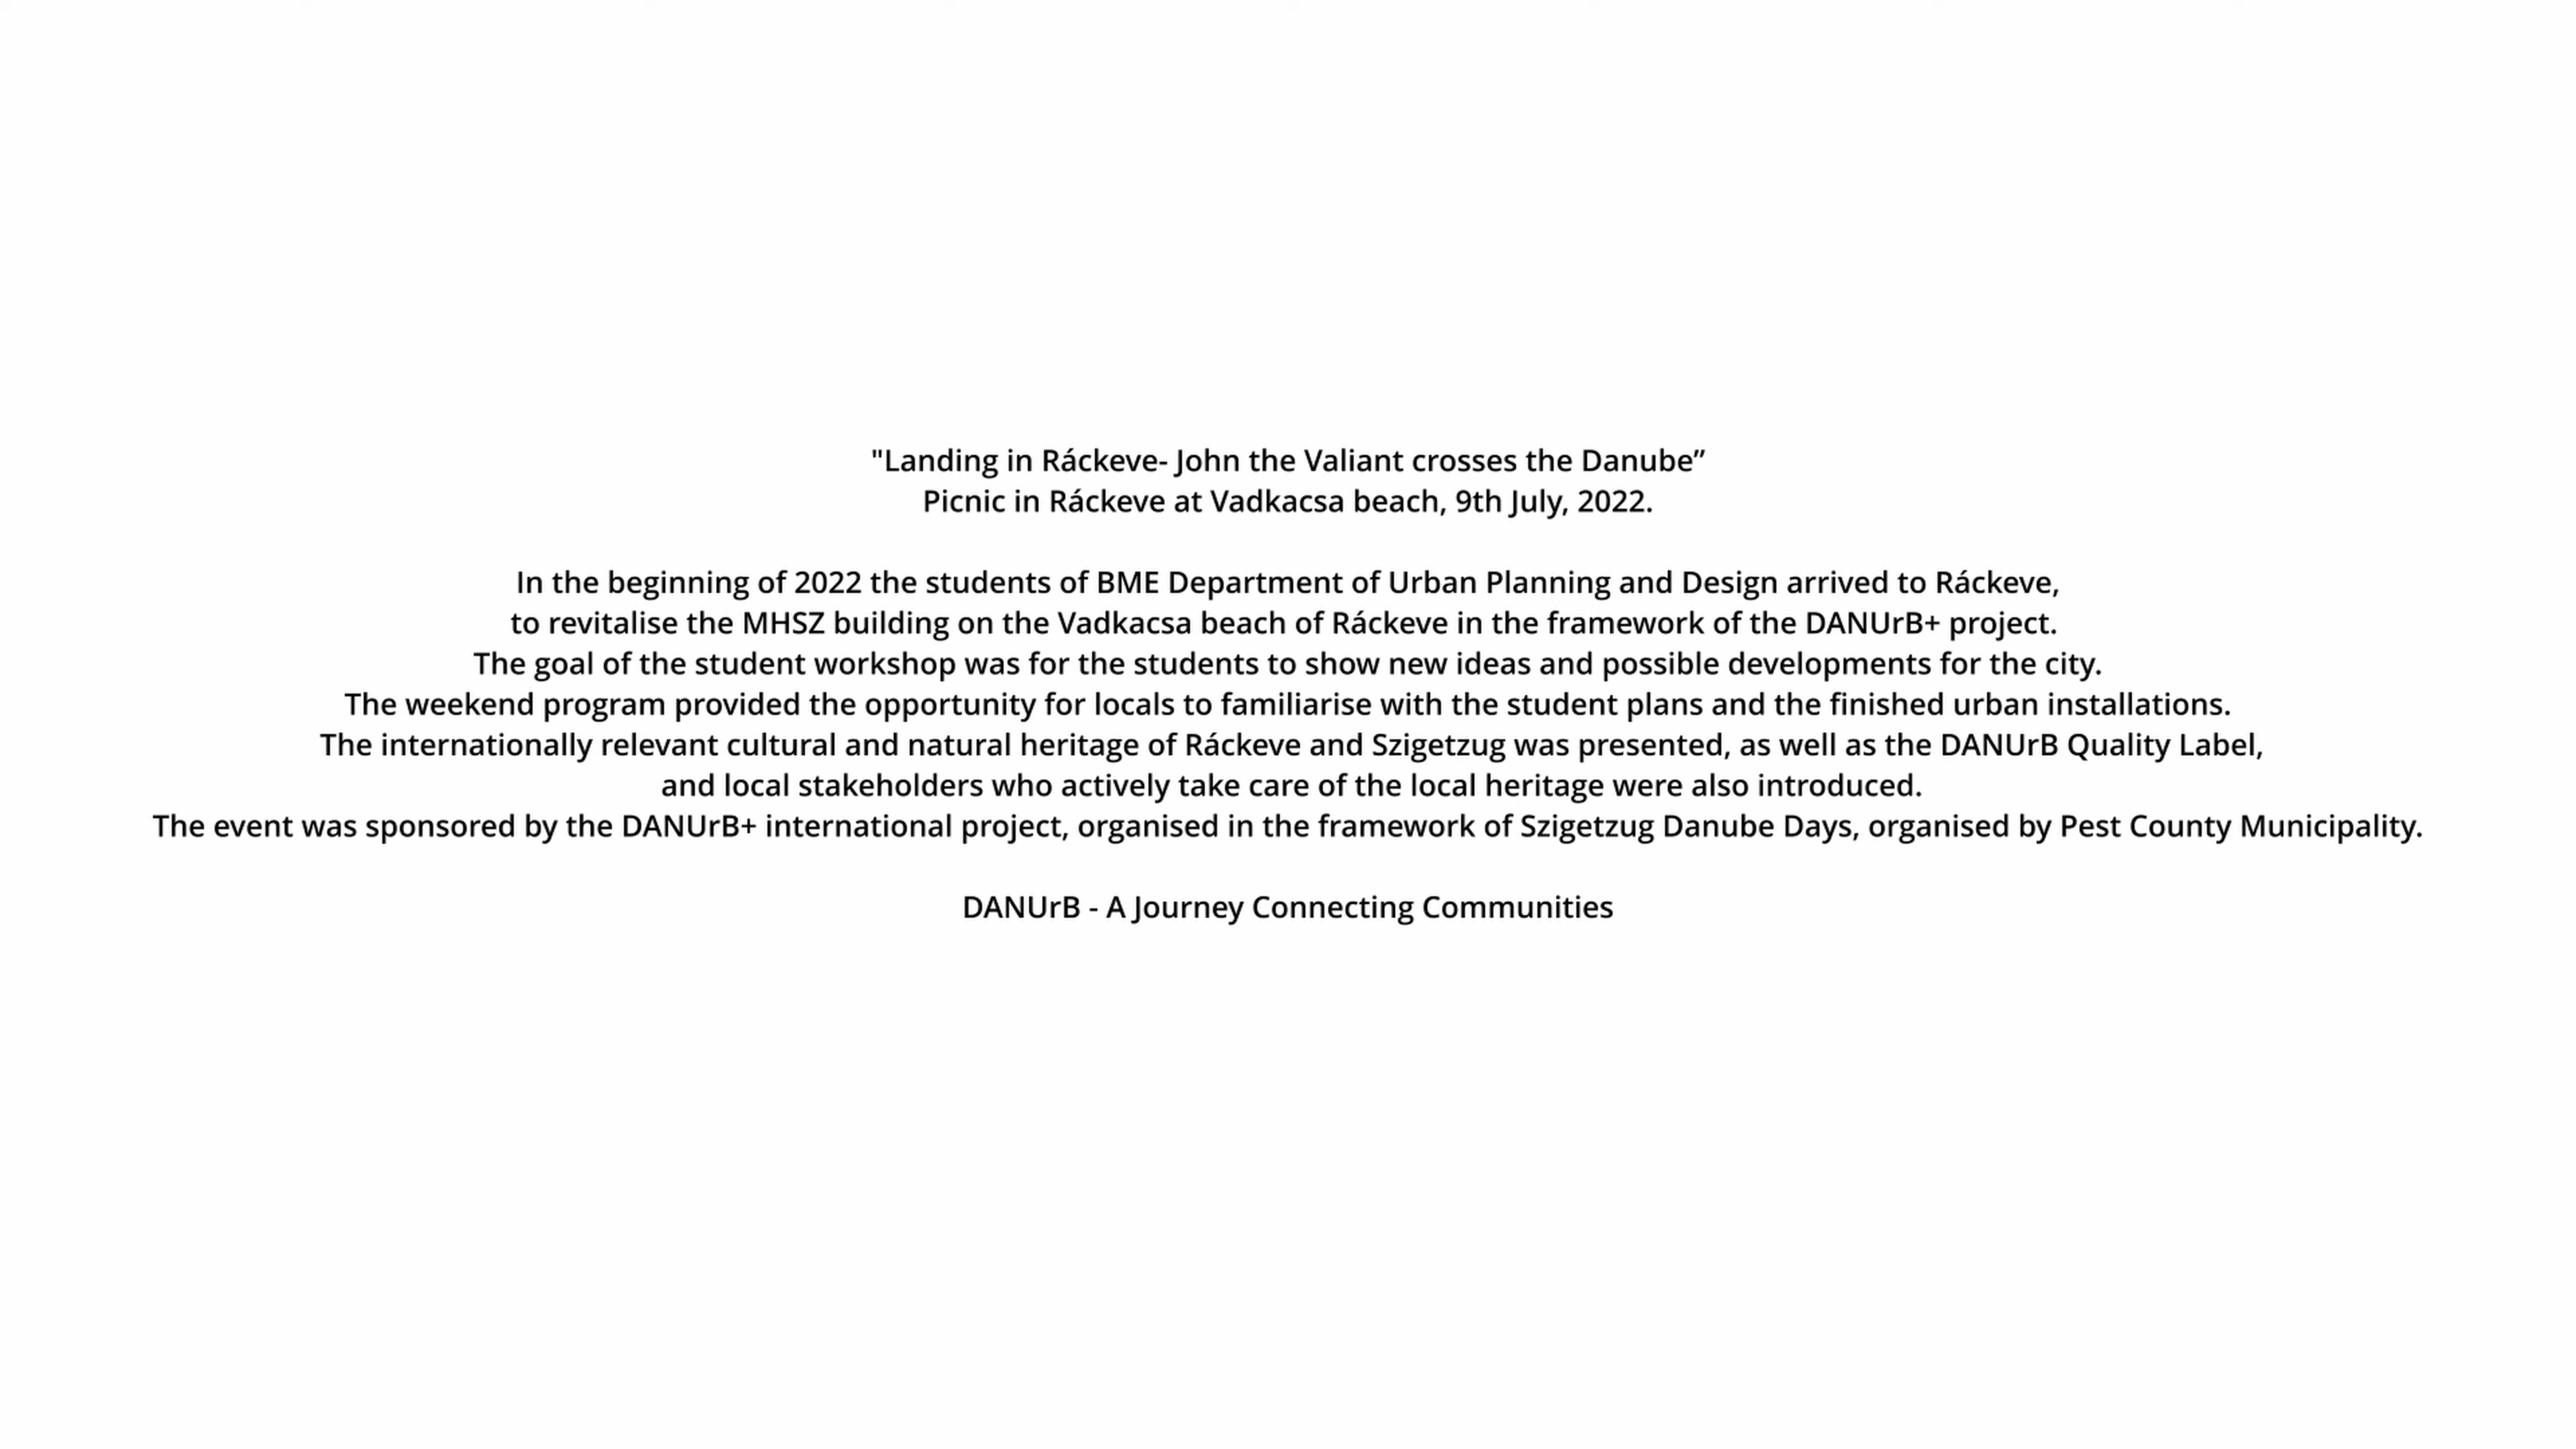 "Landing in Ráckeve- John the Valiant crosses the Danube”
Picnic in Ráckeve at Vadkacsa beach, 9th July, 2022.
In the beginning of 2022 the students of BME Department of Urban Planning and Design arrived to Ráckeve,
to revitalise the MHSZ building on the Vadkacsa beach of Ráckeve in the framework of the DANUrB+ project.
The goal of the student workshop was for the students to show new ideas and possible developments for the city.
The weekend program provided the opportunity for locals to familiarise with the student plans and the finished urban installations.
The internationally relevant cultural and natural heritage of Ráckeve and Szigetzug was presented, as well as the DANUrB Quality Label,
and local stakeholders who actively take care of the local heritage were also introduced.
The event was sponsored by the DANUrB+ international project, organised in the framework of Szigetzug Danube Days, organised by Pest County Municipality.
DANUrB - A Journey Connecting Communities